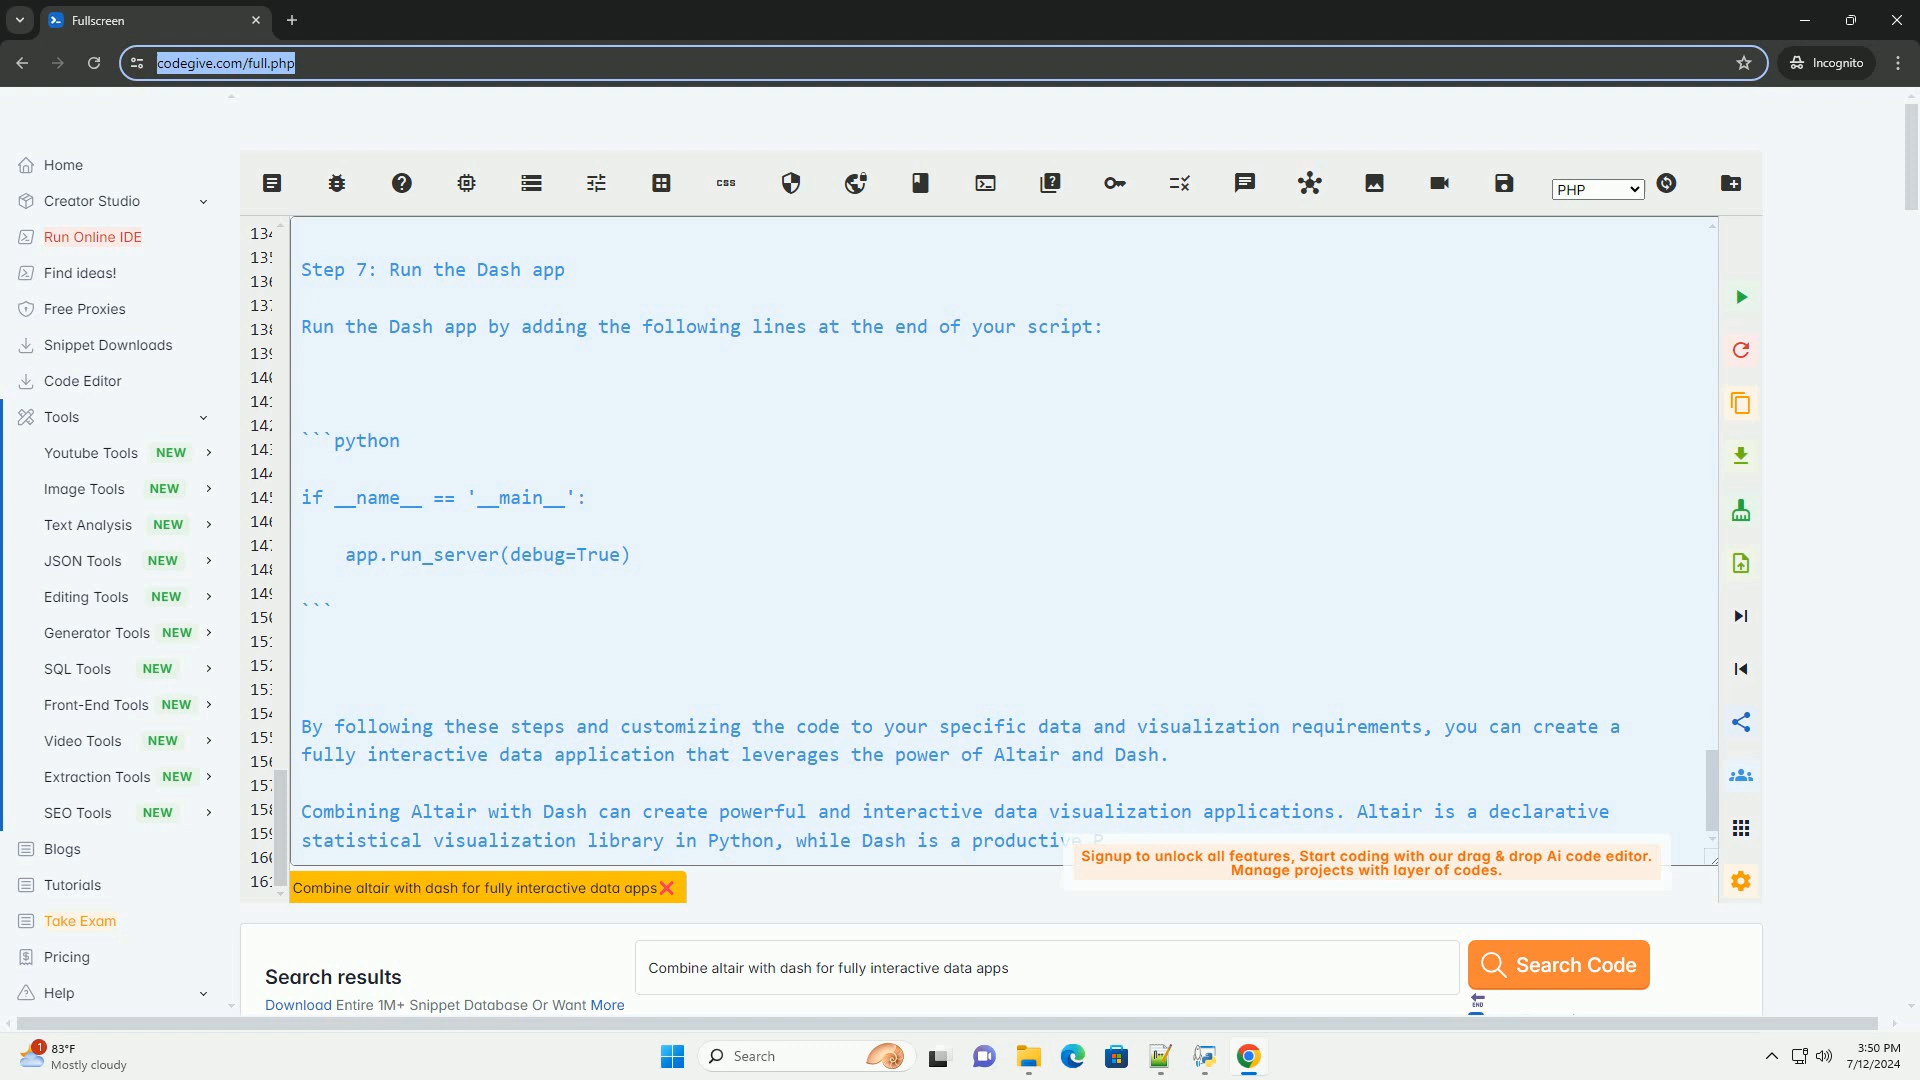 Fullscreen
codegive.com/full.php
Incognito
Home
Creator Studio
Run Online IDE
Find ideas!
Free Proxies
Snippet Downloads
Code Editor
Tools
Youtube Tools NEW
Image Tools NEW
Text Analysis NEW
JSON Tools NEW
Editing Tools NEW
Generator Tools NEW
SQL Tools NEW
Front-End Tools NEW
Video Tools NEW
Extraction Tools NEW
SEO Tools NEW
Blogs
Tutorials
Take Exam
Pricing
Help
css
PHP
Step 7: Run the Dash app
Run the Dash app by adding the following lines at the end of your script:
```python
if __name__ == '__main__':
app.run_server(debug=True)
```
By following these steps and customizing the code to your specific data and visualization requirements, you can create a
fully interactive data application that leverages the power of Altair and Dash.
Combining Altair with Dash can create powerful and interactive data visualization applications. Altair is a declarative
statistical visualization library in Python, while Dash is a productive P
Signup to unlock all features, Start coding with our drag & drop Ai code editor.
Manage projects with layer of codes.
Combine altair with dash for fully interactive data apps❌
Search results
Download Entire 1M+ Snippet Database Or Want More
Combine altair with dash for fully interactive data apps
Search Code
END
1
83°F
Mostly cloudy
Search
3:50 PM
7/12/2024